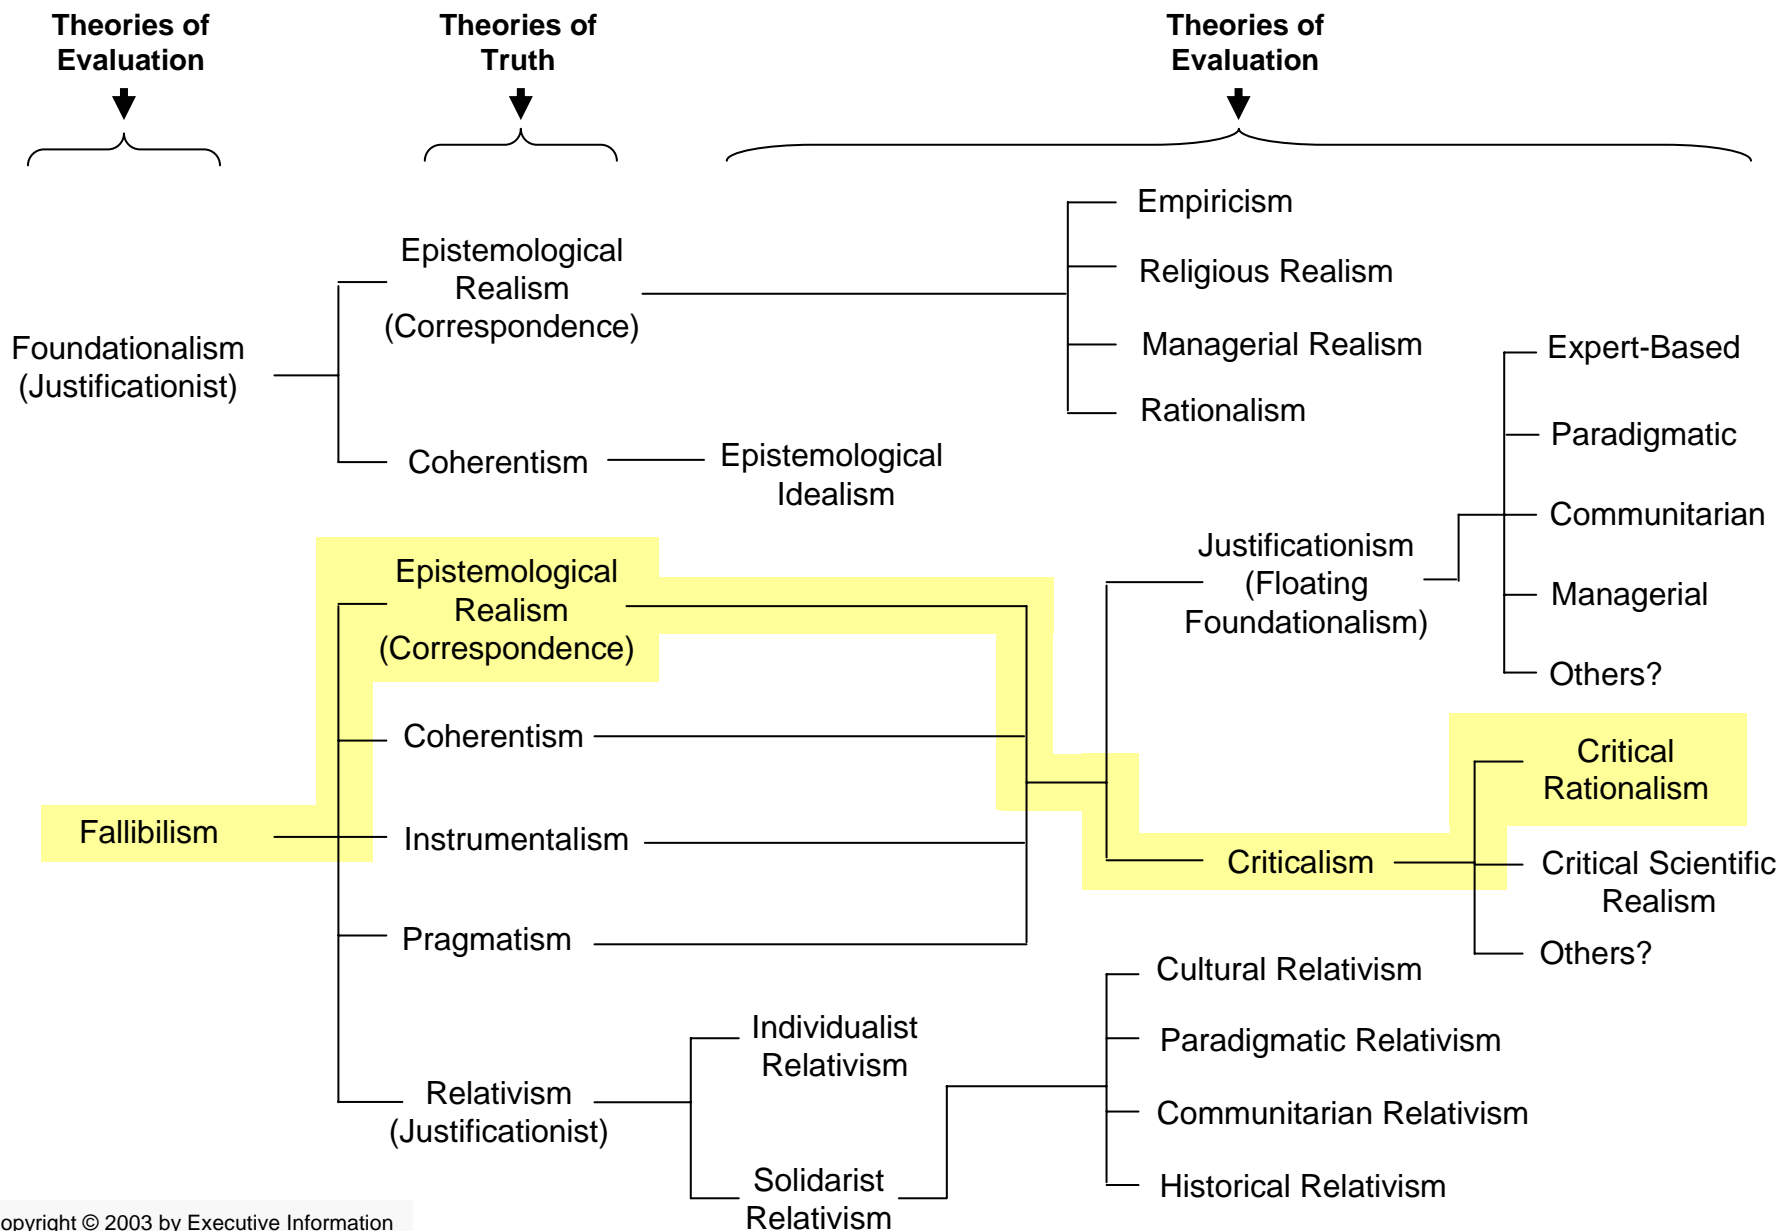 Theories of
Evaluation
Theories of
Truth
Theories of
Evaluation
Foundationalism
(Justificationist)
Epistemological
Realism
(Correspondence)
Empiricism
Religious Realism
Managerial Realism
Rationalism
Coherentism
Epistemological
Idealism
Fallibilism
Epistemological
Realism
(Correspondence)
Coherentism
Instrumentalism
Pragmatism
Relativism
(Justificationist)
Justificationism
(Floating
Foundationalism)
Expert-Based
Paradigmatic
Communitarian
Managerial
Others?
Criticalism
Critical
Rationalism
Critical Scientific
Realism
Others?
Individualist
Relativism
Solidarist
Relativism
Cultural Relativism
Paradigmatic Relativism
Communitarian Relativism
Historical Relativism
opyright © 2003 by Executive Information